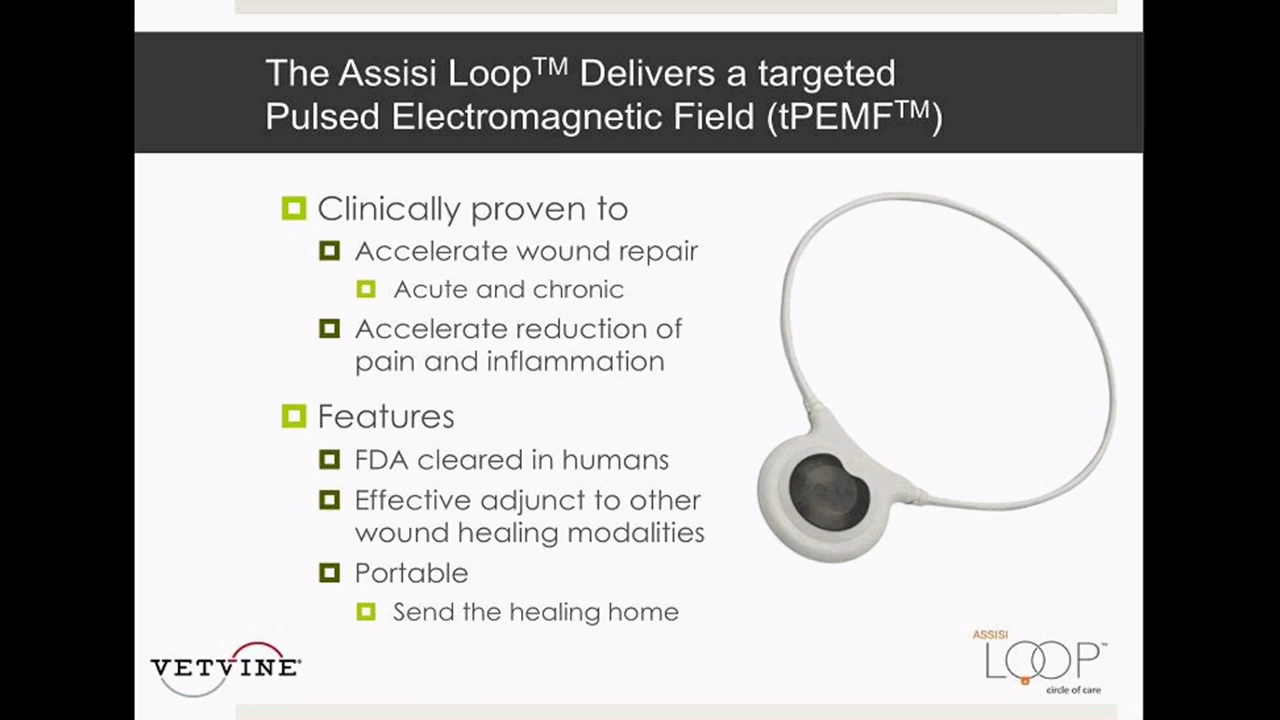 The Assisi Loop™ Delivers a targeted
Pulsed Electromagnetic Field (tPEMF™)
Clinically proven to
Accelerate wound repair
Acute and chronic
Accelerate reduction of
pain and inflammation
Features
FDA cleared in humans
Effective adjunct to other
wound healing modalities
Portable
Send the healing home
VETVINE®
ASSISI
LOOP™
circle of care